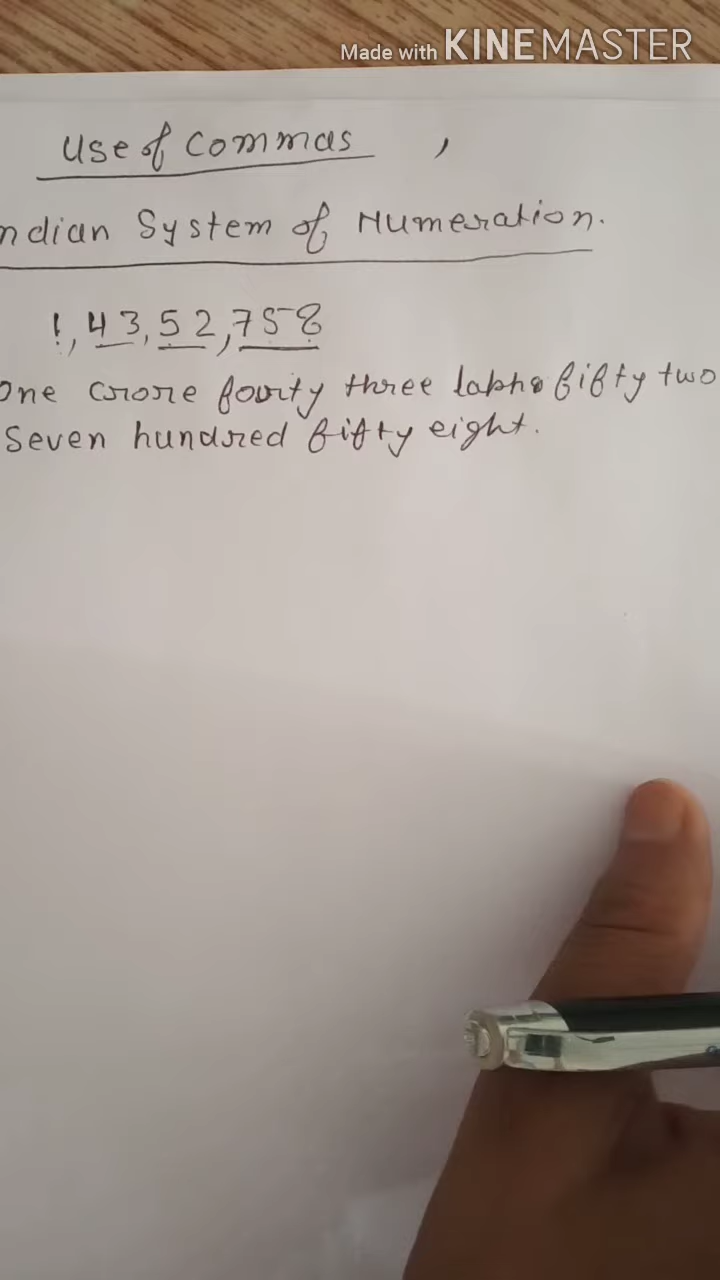 Made with KINEMASTER
Use of Commas ,
ndian System of Numeration.
1,43,52,758
One crore fourty three lakhs fifty two
Seven hundred fifty eight.